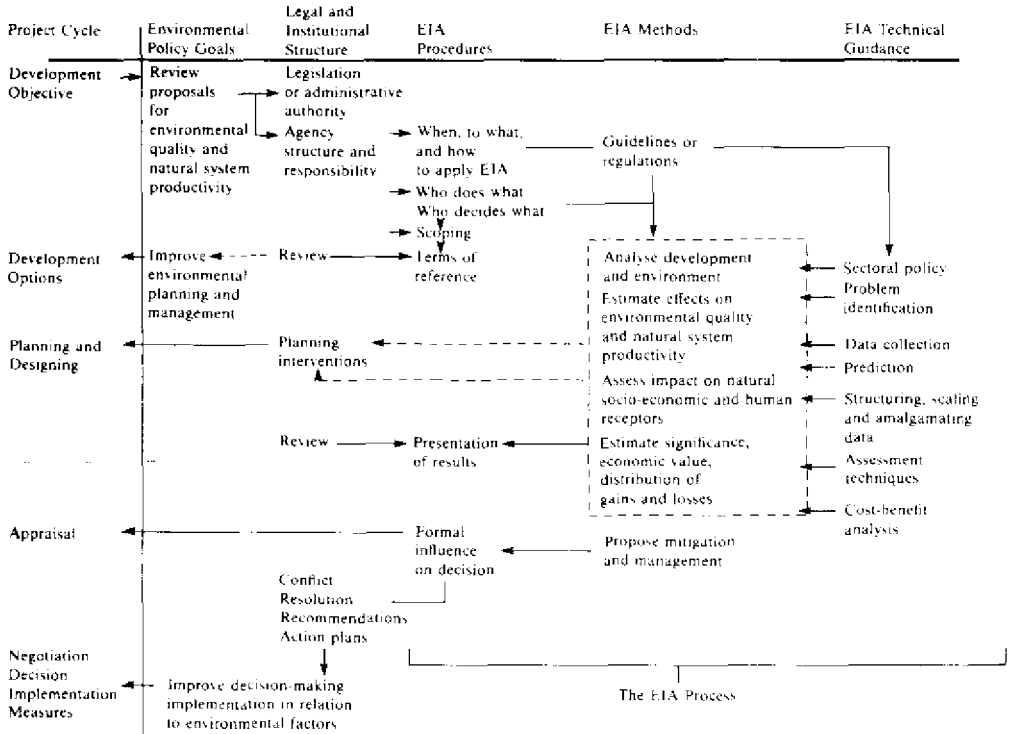 Project Cycle
Environmental
Policy Goals
Legal and
Institutional
Structure
EIA
Procedures
EIA Methods
EIA Technical
Guidance
Development
Objective
Review
proposals
for
environmental
quality and
natural system
productivity
Legislation
or administrative
authority
Agency
structure and
responsibility
When, to what,
and how
to apply EIA
Guidelines or
regulations
Who does what
Who decides what
Scoping
Development
Options
Improve
environmental
planning and
management
Review
Terms of
reference
Analyse development
and environment
Estimate effects on
environmental quality
and natural system
productivity
Assess impact on natural
socio-economic and human
receptors
Estimate significance,
economic value,
distribution of
gains and losses
Sectoral policy
Problem
identification
Data collection
Prediction
Structuring, scaling
and amalgamating
data
Assessment
techniques
Cost-benefit
analysis
Planning and
Designing
Planning
interventions
Review
Presentation
of results
Appraisal
Formal
influence
on decision
Propose mitigation
and management
Conflict
Resolution
Recommendations
Action plans
Negotiation
Decision
Implementation
Measures
Improve decision-making
implementation in relation
to environmental factors
The EIA Process